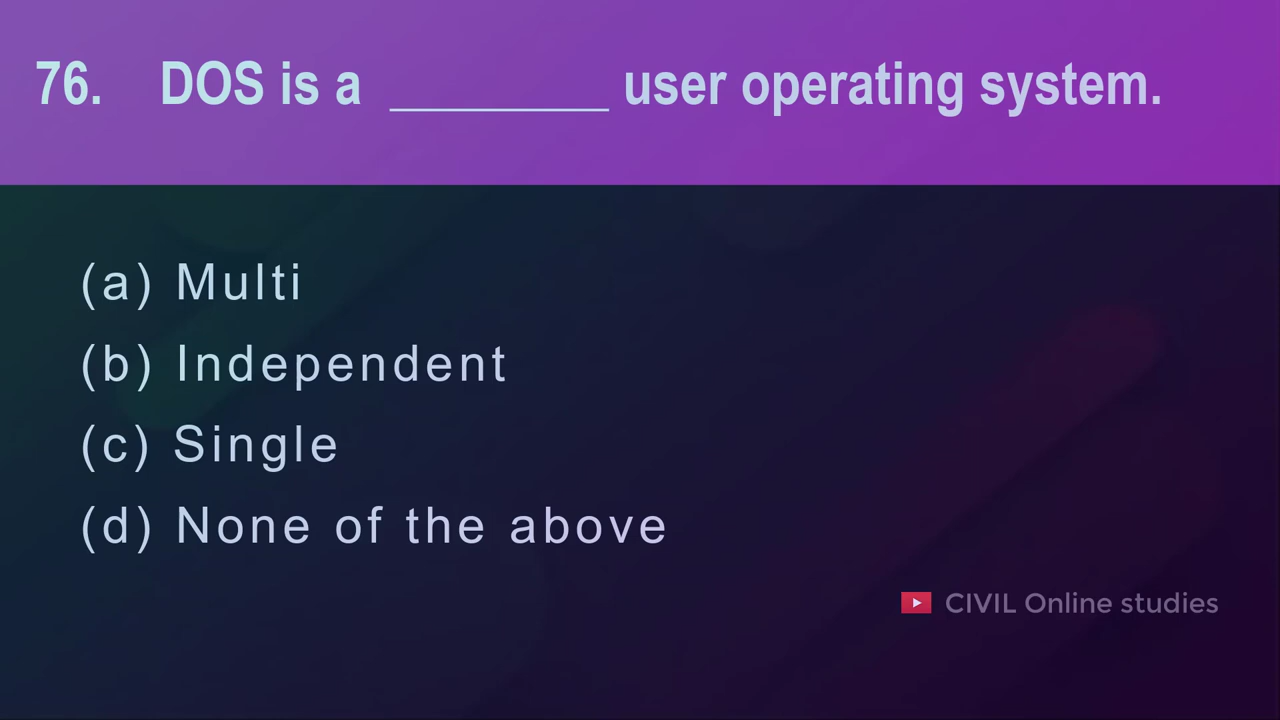 76. DOS is a ________ user operating system.
(a) Multi
(b) Independent
(c) Single
(d) None of the above
CIVIL Online studies